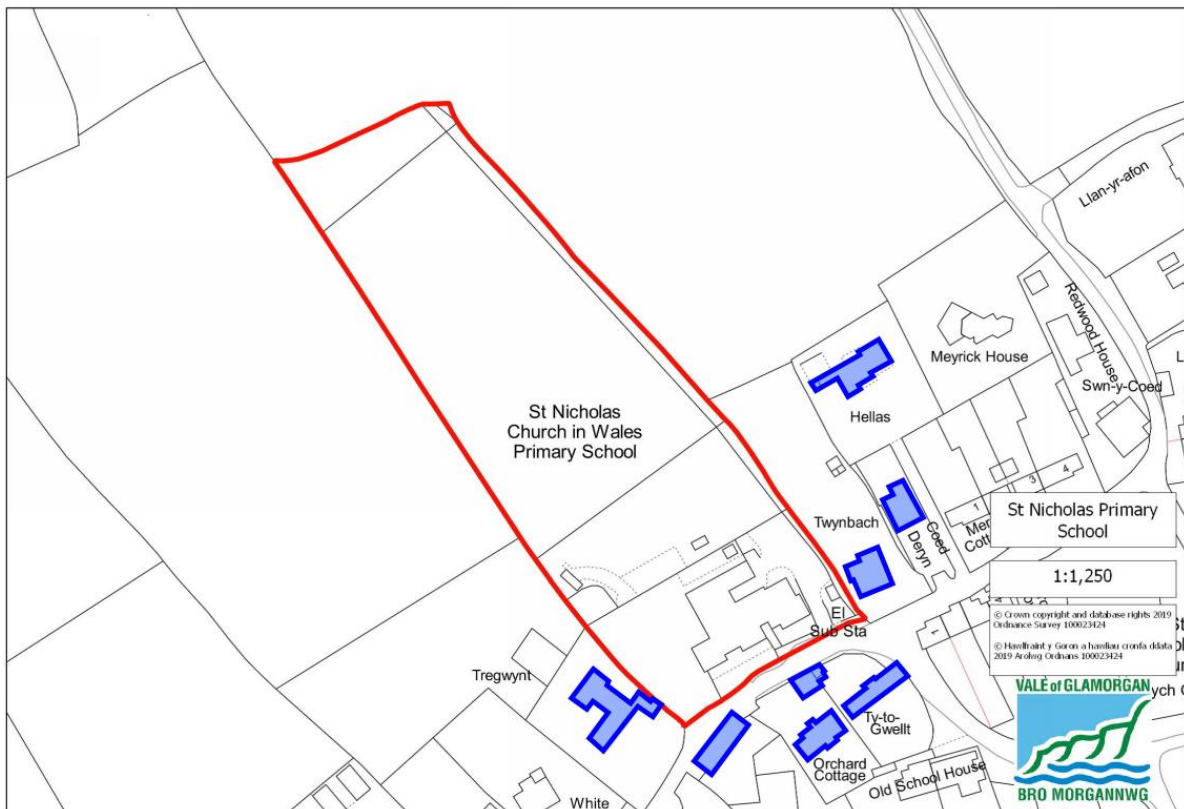 Llan-yr-afon
Redwood House
Meyrick House
Swn-y-Coed
Hellas
St Nicholas
Church in Wales
Primary School
Twynbach
Deryn
Coed
1
3
4
St Nicholas Primary
School
1:1,250
© Crown copyright and database rights 2019
Ordnance Survey 100023424
© Hawlfraint y Goron a hawliau cronfa ddata
2019 Arolwg Ordnans 100023424
El
Sub Sta
1
Tregwynt
Ty-to-
Gwellt
Orchard
Cottage
Old School House
White
VALE of GLAMORGAN
BRO MORGANNWG